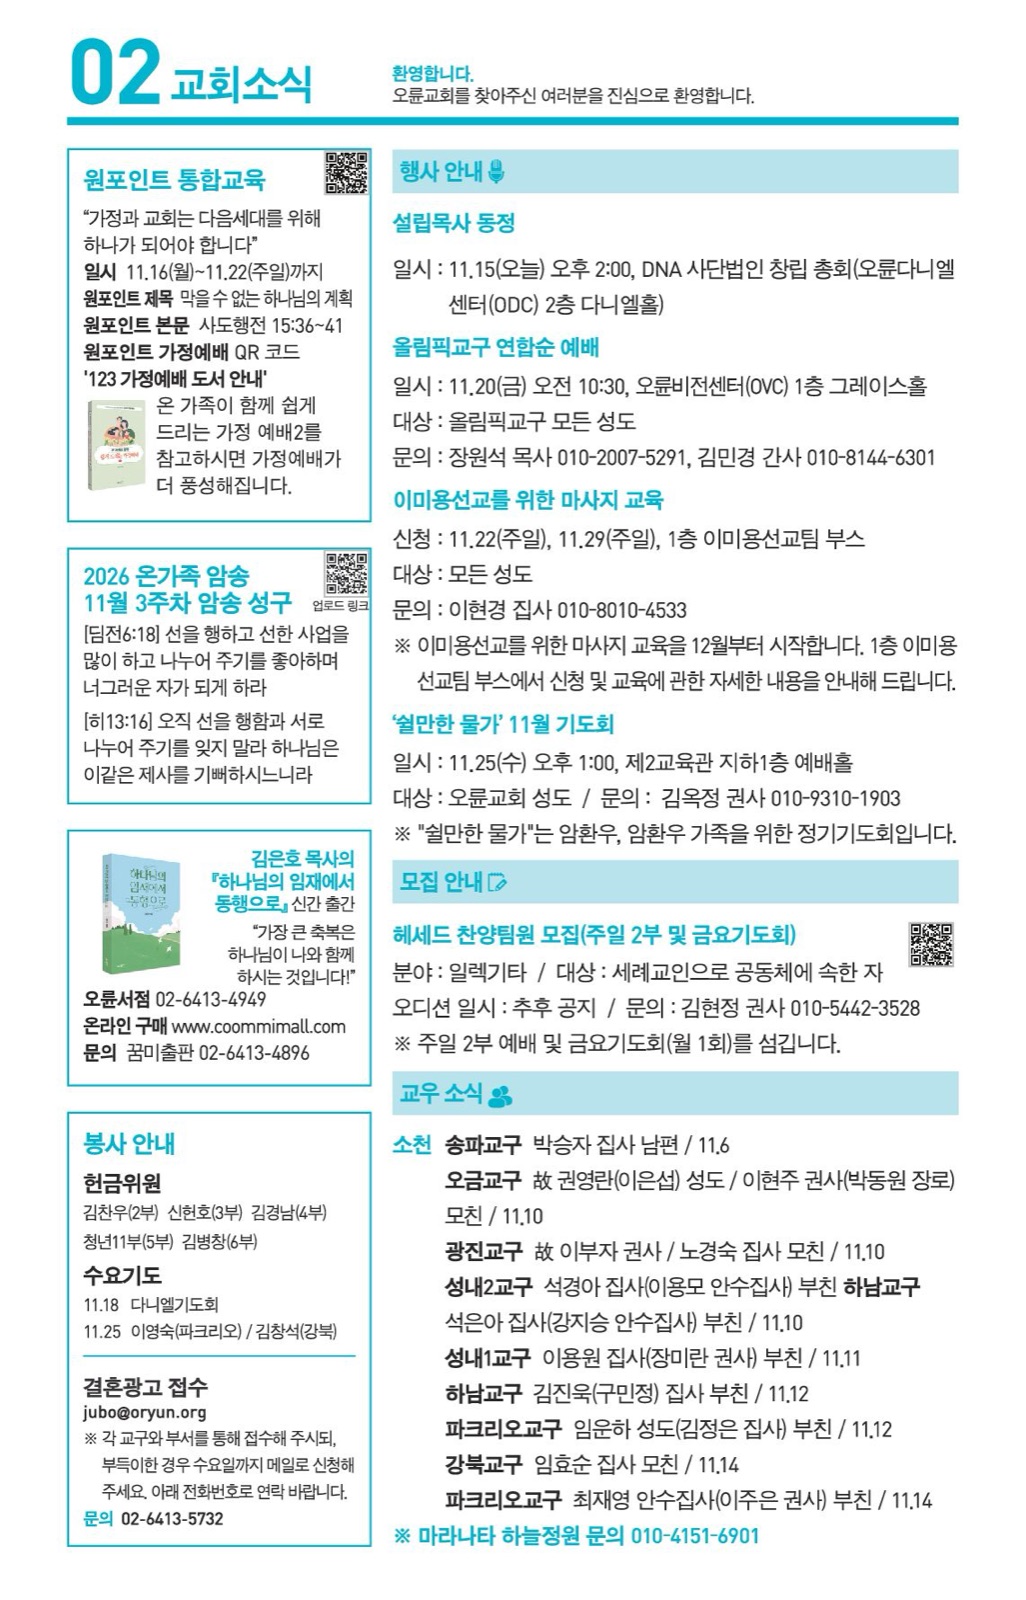 02 교회소식
환영합니다.
오륜교회를 찾아주신 여러분을 진심으로 환영합니다.
원포인트 통합교육
“가정과 교회는 다음세대를 위해
하나가 되어야 합니다”
일시 11.16(월)~11.22(주일)까지
원포인트 제목 막을 수 없는 하나님의 계획
원포인트 본문 사도행전 15:36~41
원포인트 가정예배 QR 코드
'123 가정예배 도서 안내'
온 가족이 함께 쉽게
드리는 가정 예배2를
참고하시면 가정예배가
더 풍성해집니다.
2026 온가족 암송
11월 3주차 암송 성구
업로드 링크
[딤전6:18] 선을 행하고 선한 사업을
많이 하고 나누어 주기를 좋아하며
너그러운 자가 되게 하라
[히13:16] 오직 선을 행함과 서로
나누어 주기를 잊지 말라 하나님은
이같은 제사를 기뻐하시느니라
하나님의
임재에서
동행으로
김은호 목사의
『하나님의 임재에서
동행으로』 신간 출간
“가장 큰 축복은
하나님이 나와 함께
하시는 것입니다!”
오륜서점 02-6413-4949
온라인 구매 www.coommimall.com
문의 꿈미출판 02-6413-4896
봉사 안내
헌금위원
김찬우(2부) 신헌호(3부) 김경남(4부)
청년11부(5부) 김병창(6부)
수요기도
11.18 다니엘기도회
11.25 이영숙(파크리오) / 김창석(강북)
결혼광고 접수
jubo@oryun.org
※ 각 교구와 부서를 통해 접수해 주시되,
부득이한 경우 수요일까지 메일로 신청해
주세요. 아래 전화번호로 연락 바랍니다.
문의 02-6413-5732
행사 안내
설립목사 동정
일시 : 11.15(오늘) 오후 2:00, DNA 사단법인 창립 총회(오륜다니엘
센터(ODC) 2층 다니엘홀)
올림픽교구 연합순 예배
일시 : 11.20(금) 오전 10:30, 오륜비전센터(OVC) 1층 그레이스홀
대상 : 올림픽교구 모든 성도
문의 : 장원석 목사 010-2007-5291, 김민경 간사 010-8144-6301
이미용선교를 위한 마사지 교육
신청 : 11.22(주일), 11.29(주일), 1층 이미용선교팀 부스
대상 : 모든 성도
문의 : 이현경 집사 010-8010-4533
※ 이미용선교를 위한 마사지 교육을 12월부터 시작합니다. 1층 이미용
선교팀 부스에서 신청 및 교육에 관한 자세한 내용을 안내해 드립니다.
‘쉴만한 물가’ 11월 기도회
일시 : 11.25(수) 오후 1:00, 제2교육관 지하1층 예배홀
대상 : 오륜교회 성도 / 문의 : 김옥정 권사 010-9310-1903
※ "쉴만한 물가"는 암환우, 암환우 가족을 위한 정기기도회입니다.
모집 안내
헤세드 찬양팀원 모집(주일 2부 및 금요기도회)
분야 : 일렉기타 / 대상 : 세례교인으로 공동체에 속한 자
오디션 일시 : 추후 공지 / 문의 : 김현정 권사 010-5442-3528
※ 주일 2부 예배 및 금요기도회(월 1회)를 섬깁니다.
교우 소식
소천 송파교구 박승자 집사 남편 / 11.6
오금교구 故 권영란(이은섭) 성도 / 이현주 권사(박동원 장로)
모친 / 11.10
광진교구 故 이부자 권사 / 노경숙 집사 모친 / 11.10
성내2교구 석경아 집사(이용모 안수집사) 부친 하남교구
석은아 집사(강지승 안수집사) 부친 / 11.10
성내1교구 이용원 집사(장미란 권사) 부친 / 11.11
하남교구 김진욱(구민정) 집사 부친 / 11.12
파크리오교구 임운하 성도(김정은 집사) 부친 / 11.12
강북교구 임효순 집사 모친 / 11.14
파크리오교구 최재영 안수집사(이주은 권사) 부친 / 11.14
※ 마라나타 하늘정원 문의 010-4151-6901